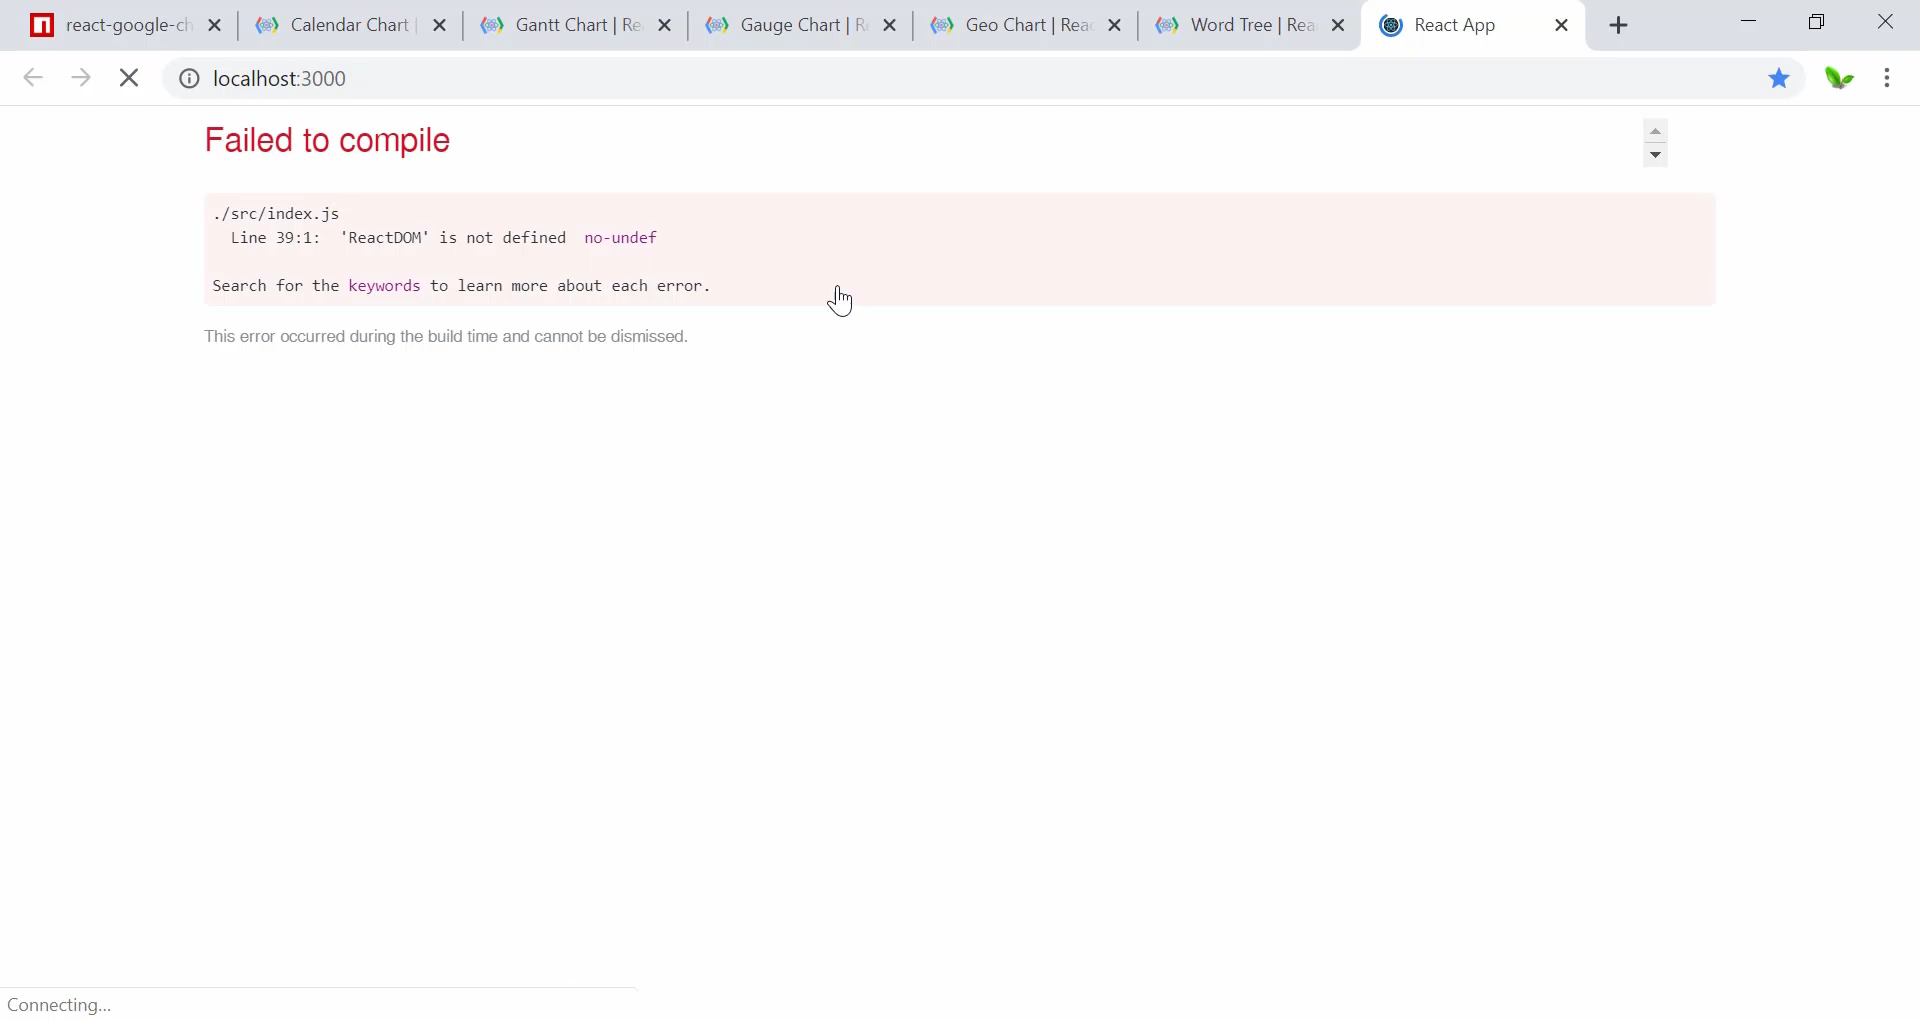 react-google-ch
Calendar Chart
Gantt Chart | Re
Gauge Chart | R
Geo Chart | Reac
Word Tree | Rea
React App
localhost:3000
Failed to compile
./src/index.js
Line 39:1: 'ReactDOM' is not defined no-undef
Search for the keywords to learn more about each error.
This error occurred during the build time and cannot be dismissed.
Connecting...